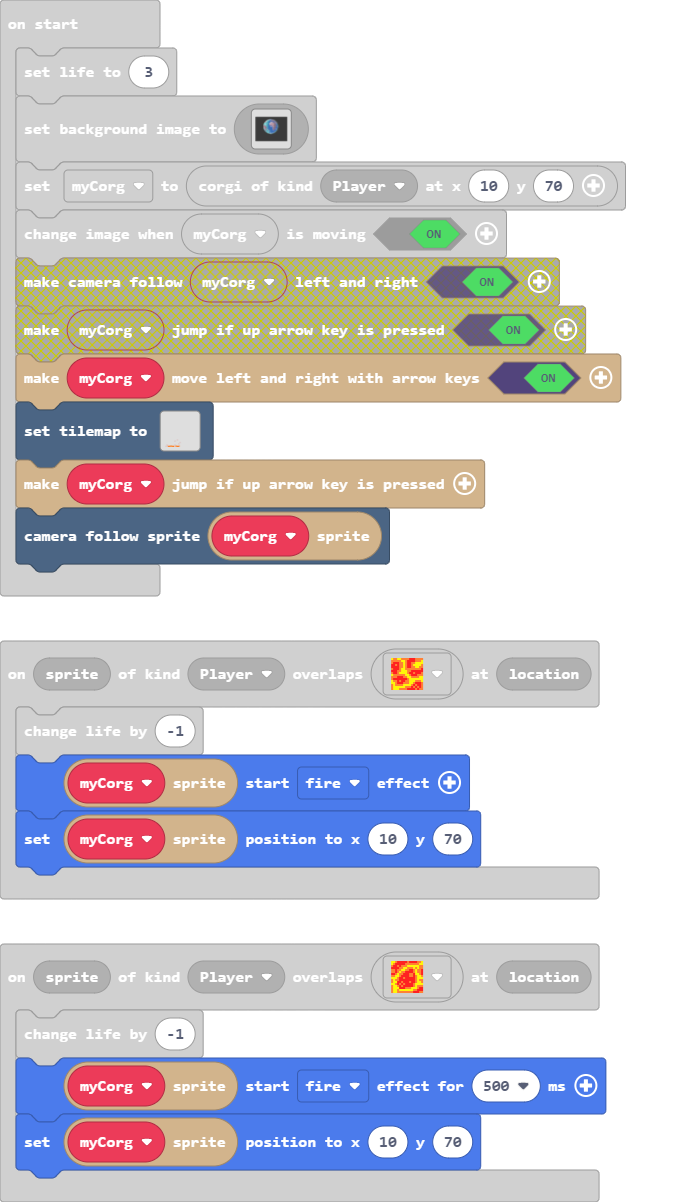 on start
set life to 3
set background image to
set myCorg to corgi of kind Player at x 10 y 70
change image when myCorg is moving ON
make camera follow myCorg left and right ON
make myCorg jump if up arrow key is pressed ON
make myCorg move left and right with arrow keys ON
set tilemap to
make myCorg jump if up arrow key is pressed
camera follow sprite myCorg sprite
on sprite of kind Player overlaps at location
change life by -1
myCorg sprite start fire effect
set myCorg sprite position to x 10 y 70
on sprite of kind Player overlaps at location
change life by -1
myCorg sprite start fire effect for 500 ms
set myCorg sprite position to x 10 y 70